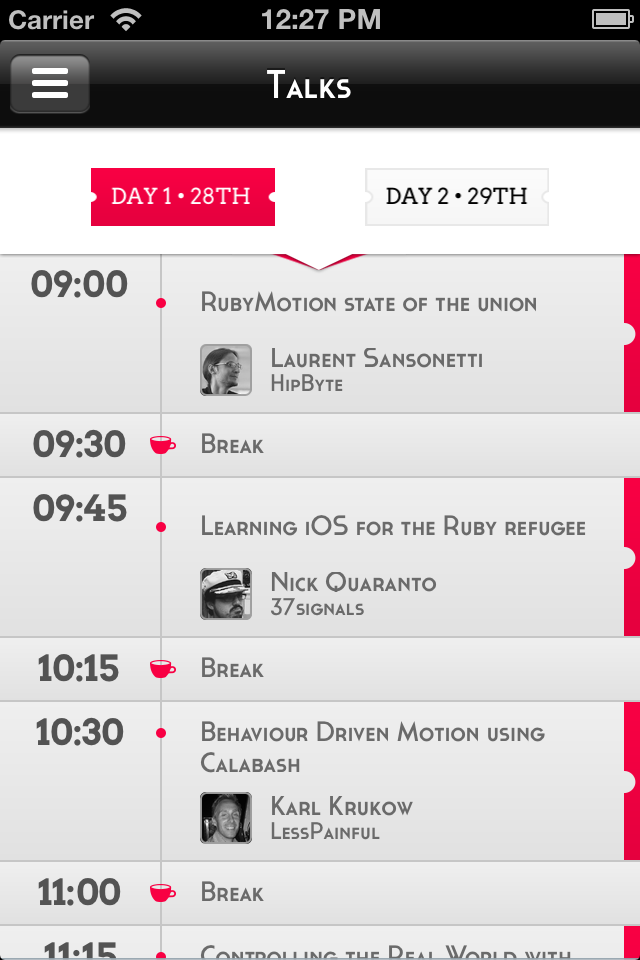 Carrier 12:27 PM
Talks
DAY 1 • 28TH DAY 2 • 29TH
09:00
RubyMotion state of the union
Laurent Sansonetti
HipByte
09:30 Break
09:45
Learning iOS for the Ruby refugee
Nick Quaranto
37signals
10:15 Break
10:30 Behaviour Driven Motion using
Calabash
Karl Krukow
LessPainful
11:00 Break
11:15 Controlling the Real World with